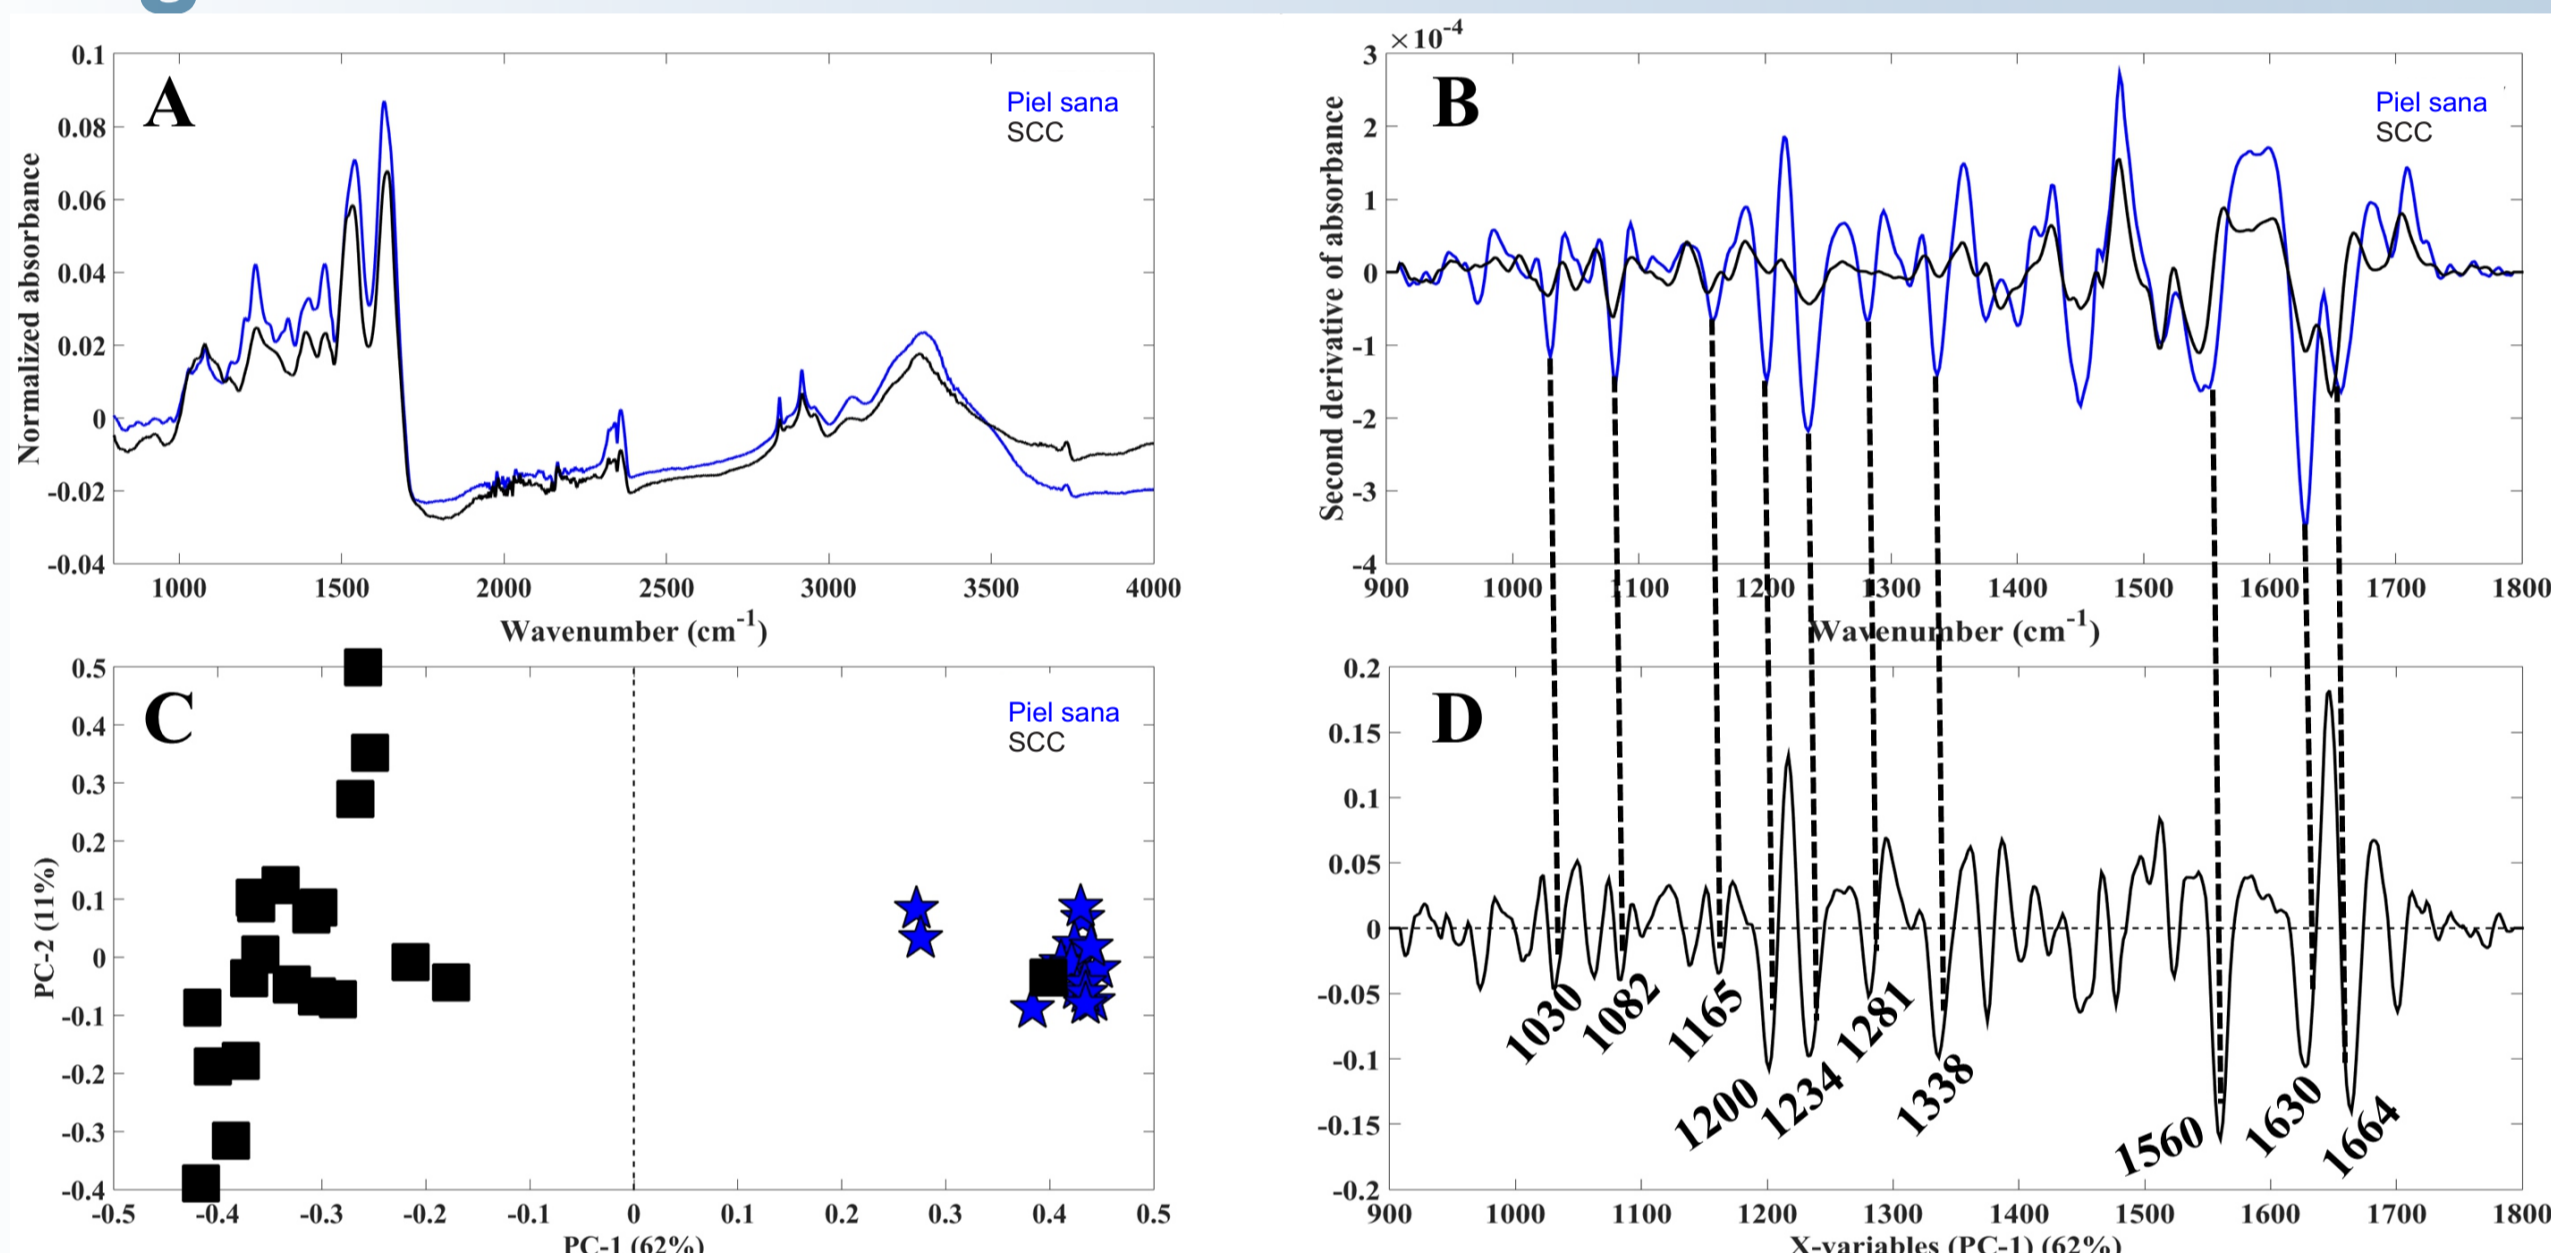 A
Normalized absorbance
0.1
0.08
0.06
0.04
0.02
0
-0.02
-0.04
Piel sana
SCC
1000 1500 2000 2500 3000 3500 4000
Wavenumber (cm-1)
B
×10-4
Second derivative of absorbance
3
2
1
0
-1
-2
-3
-4
Piel sana
SCC
900 1000 1100 1200 1300 1400 1500 1600 1700 1800
Wavenumber (cm-1)
C
PC-2 (11%)
0.5
0.4
0.3
0.2
0.1
0
-0.1
-0.2
-0.3
-0.4
Piel sana
SCC
-0.5 -0.4 -0.3 -0.2 -0.1 0 0.1 0.2 0.3 0.4 0.5
PC-1 (62%)
D
0.2
0.15
0.1
0.05
0
-0.05
-0.1
-0.15
-0.2
1030
1082
1165
1200
1234
1281
1338
1560
1630
1664
900 1000 1100 1200 1300 1400 1500 1600 1700 1800
X-variables (PC-1) (62%)